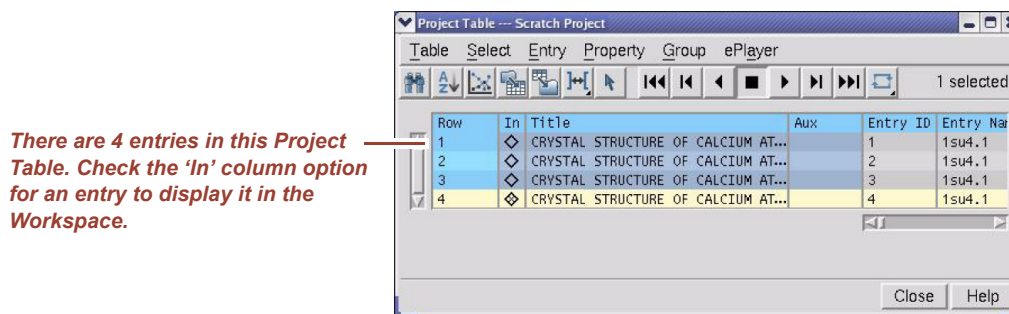 Project Table --- Scratch Project
Table Select Entry Property Group ePlayer
1 selected
There are 4 entries in this Project
Table. Check the ‘In’ column option
for an entry to display it in the
Workspace.
Row In Title Aux Entry ID Entry Nar
1 CRYSTAL STRUCTURE OF CALCIUM AT... 1 1su4.1
2 CRYSTAL STRUCTURE OF CALCIUM AT... 2 1su4.1
3 CRYSTAL STRUCTURE OF CALCIUM AT... 3 1su4.1
4 CRYSTAL STRUCTURE OF CALCIUM AT... 4 1su4.1
Close Help